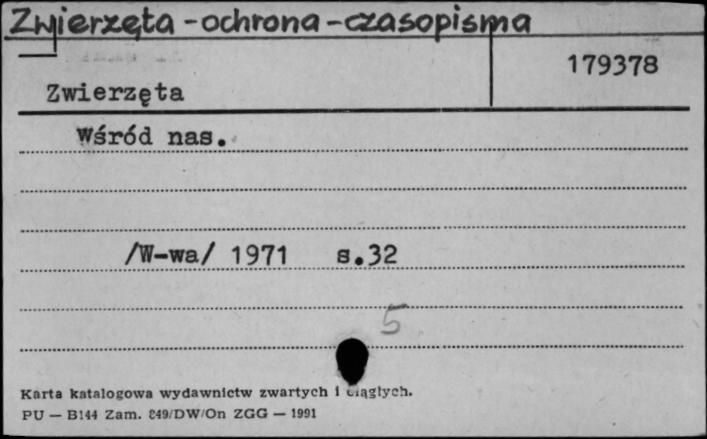 Zwierzęta - ochrona - czasopisma
179378
Zwierzęta
Wśród nas.
/W-wa/ 1971 s.32
5
Karta katalogowa wydawnictw zwartych i ciągłych.
PU — B144 Zam. 849/DW/On ZGG — 1991